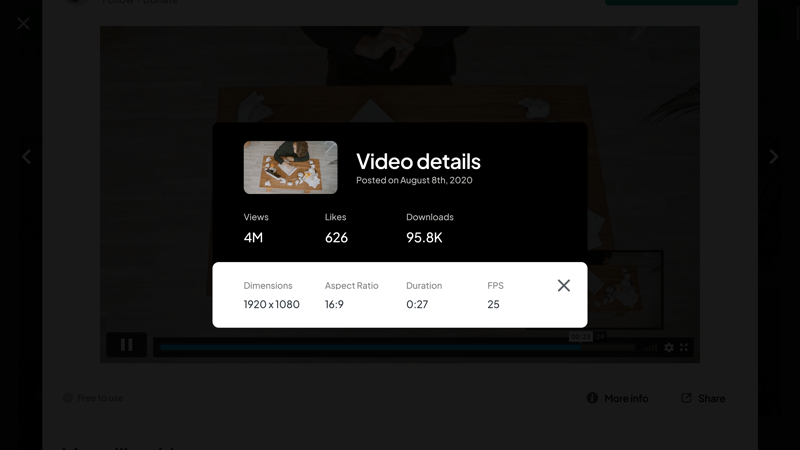 Follow Donate
Video details
Posted on August 8th, 2020
Views Likes Downloads
4M 626 95.8K
Dimensions Aspect Ratio Duration FPS
1920 x 1080 16:9 0:27 25
Free to use
More info Share